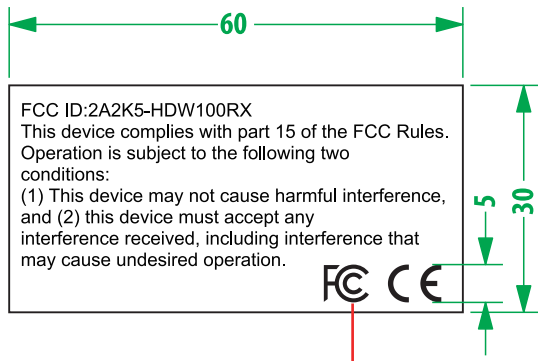 60
FCC ID:2A2K5-HDW100RX
This device complies with part 15 of the FCC Rules.
Operation is subject to the following two
conditions:
(1) This device may not cause harmful interference,
and (2) this device must accept any
interference received, including interference that
may cause undesired operation.
FC CE
5
30